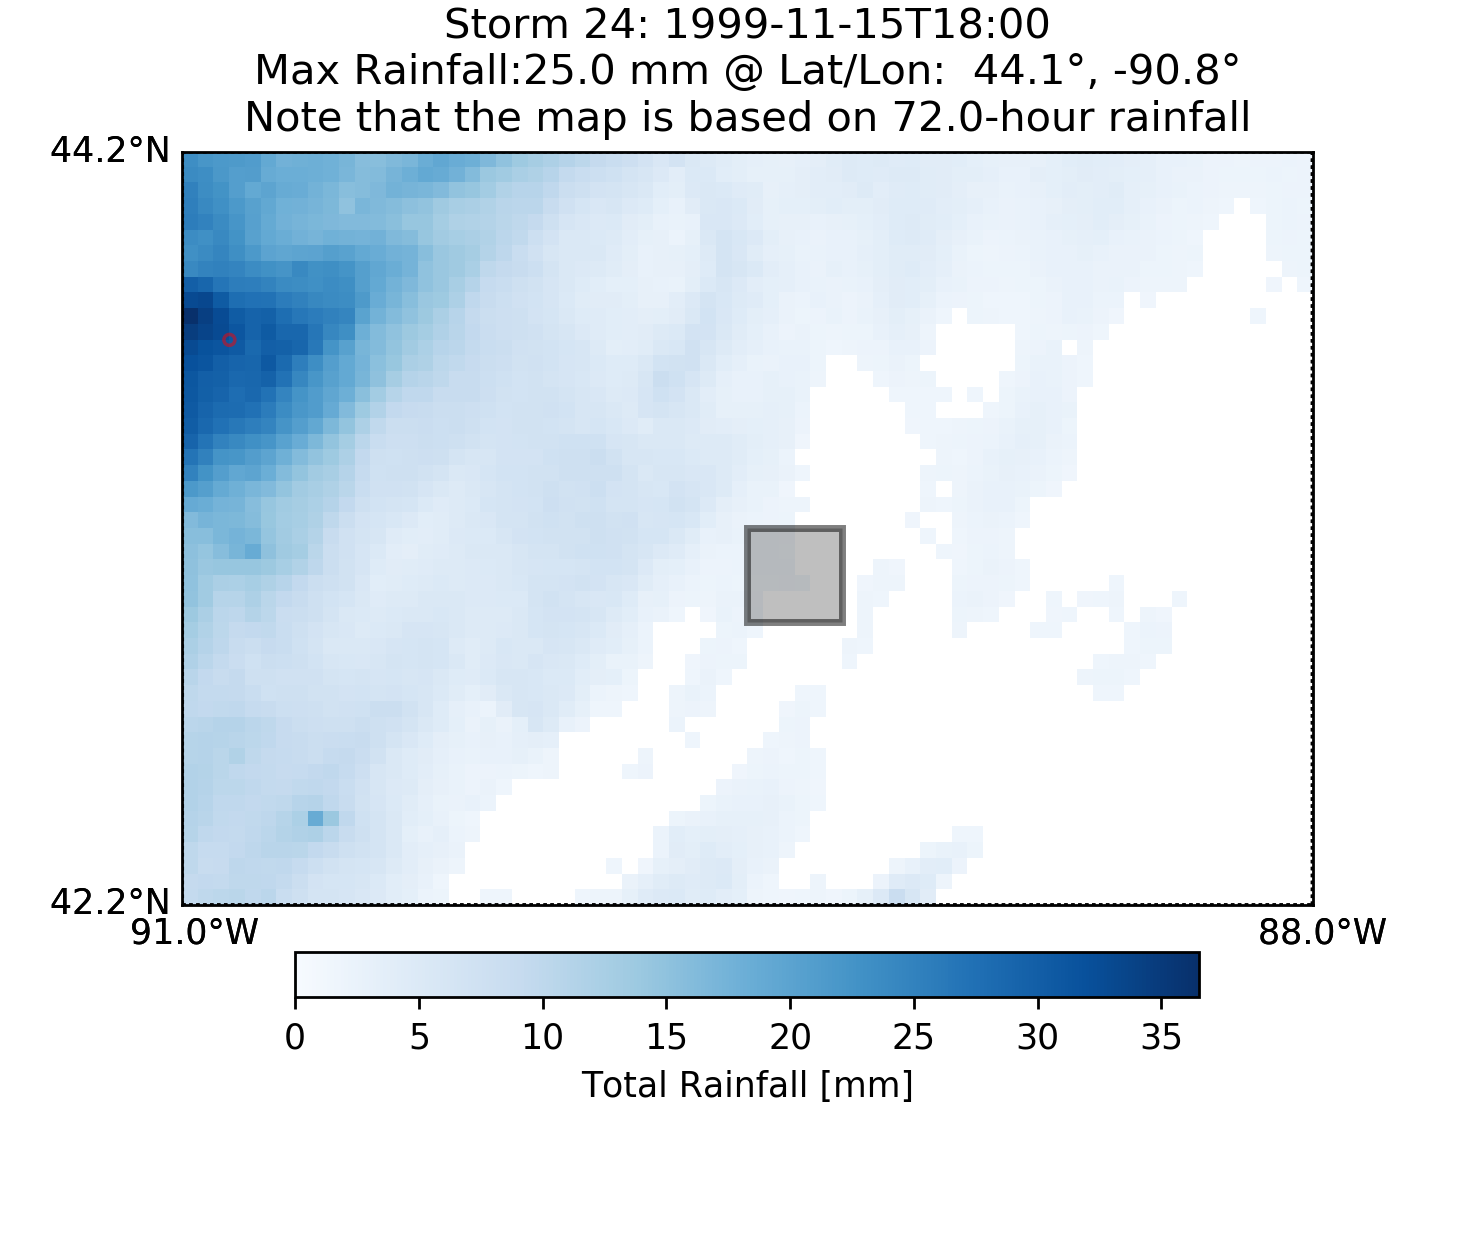 Storm 24: 1999-11-15T18:00
Max Rainfall:25.0 mm @ Lat/Lon:  44.1°, -90.8°
Note that the map is based on 72.0-hour rainfall
44.2°N
42.2°N
91.0°W 88.0°W
0 5 10 15 20 25 30 35
Total Rainfall [mm]